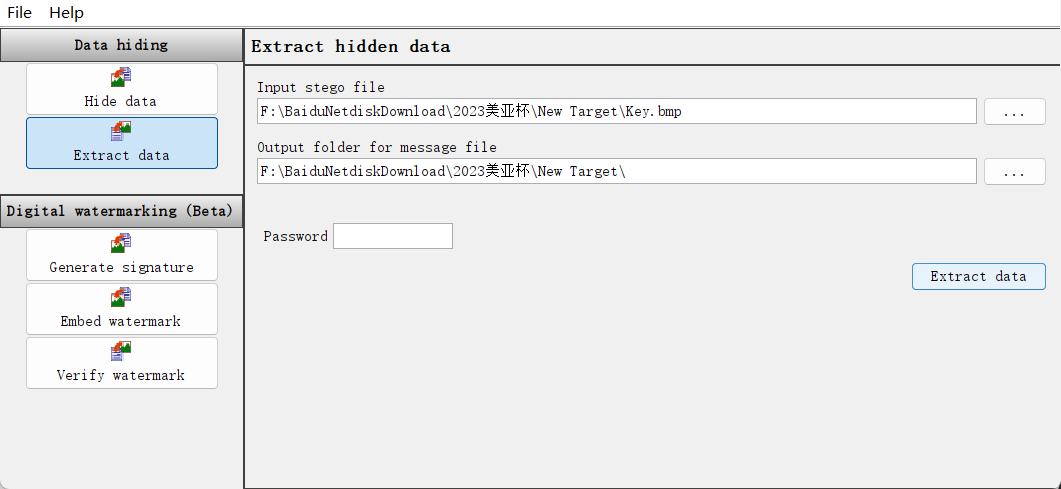 File Help
Data hiding
Hide data
Extract data
Digital watermarking (Beta)
Generate signature
Embed watermark
Verify watermark
Extract hidden data
Input stego file
F:\BaiduNetdiskDownload\2023美亚杯\New Target\Key.bmp
...
Output folder for message file
F:\BaiduNetdiskDownload\2023美亚杯\New Target\
...
Password
Extract data